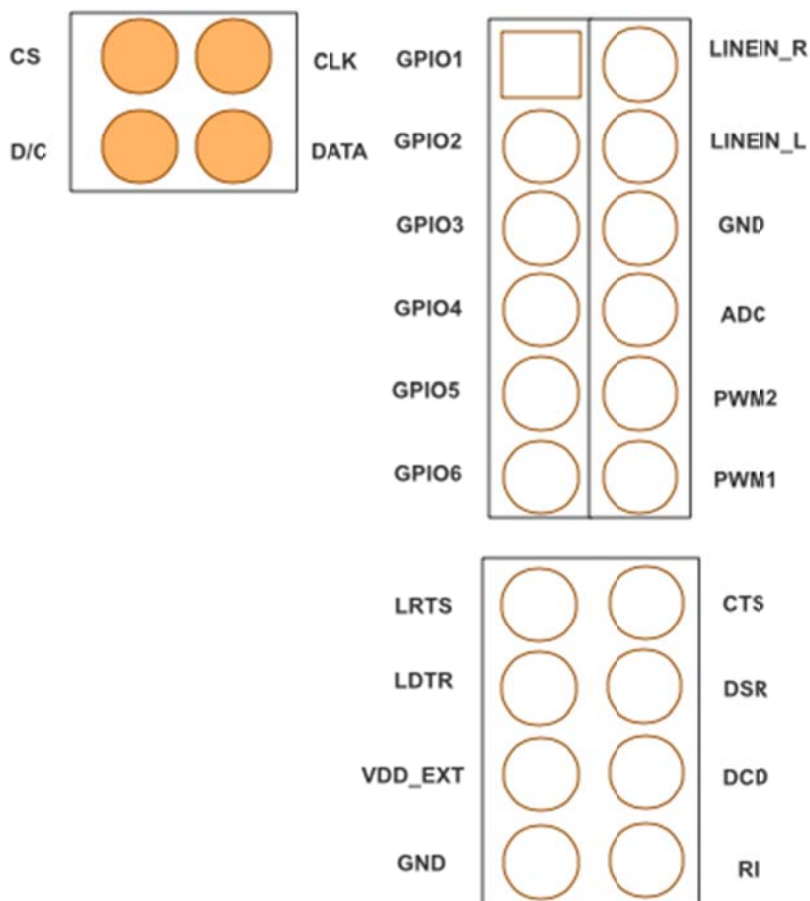 CS
CLK
D/C
DATA
GPIO1
LINEIN_R
GPIO2
LINEIN_L
GPIO3
GND
GPIO4
ADC
GPIO5
PWM2
GPIO6
PWM1
LRTS
CTS
LDTR
DSR
VDD_EXT
DCD
GND
RI